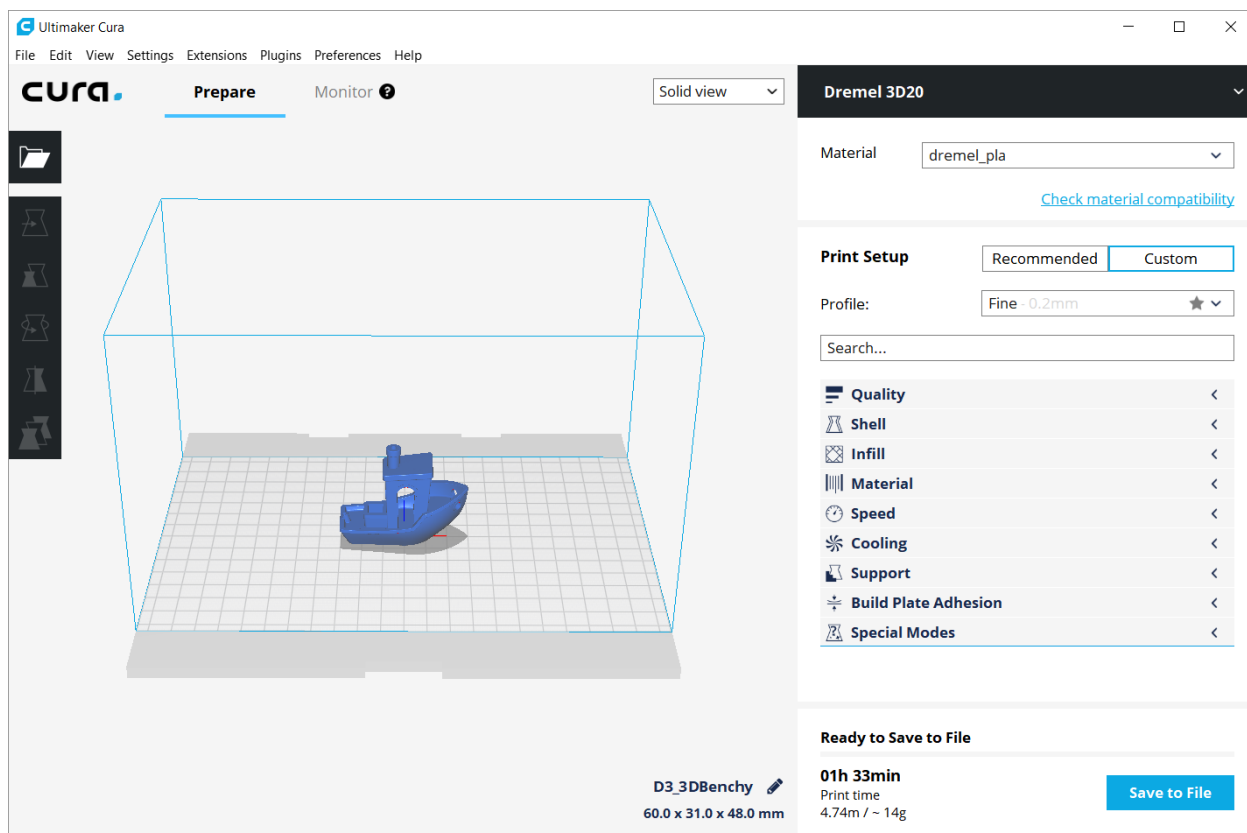 Ultimaker Cura
File Edit View Settings Extensions Plugins Preferences Help
cura.
Prepare
Monitor ?
Solid view
Dremel 3D20
Material
dremel_pla
Check material compatibility
Print Setup
Recommended
Custom
Profile:
Fine - 0.2mm
Search...
Quality
Shell
Infill
Material
Speed
Cooling
Support
Build Plate Adhesion
Special Modes
D3_3DBenchy
60.0 x 31.0 x 48.0 mm
Ready to Save to File
01h 33min
Print time
4.74m / ~ 14g
Save to File